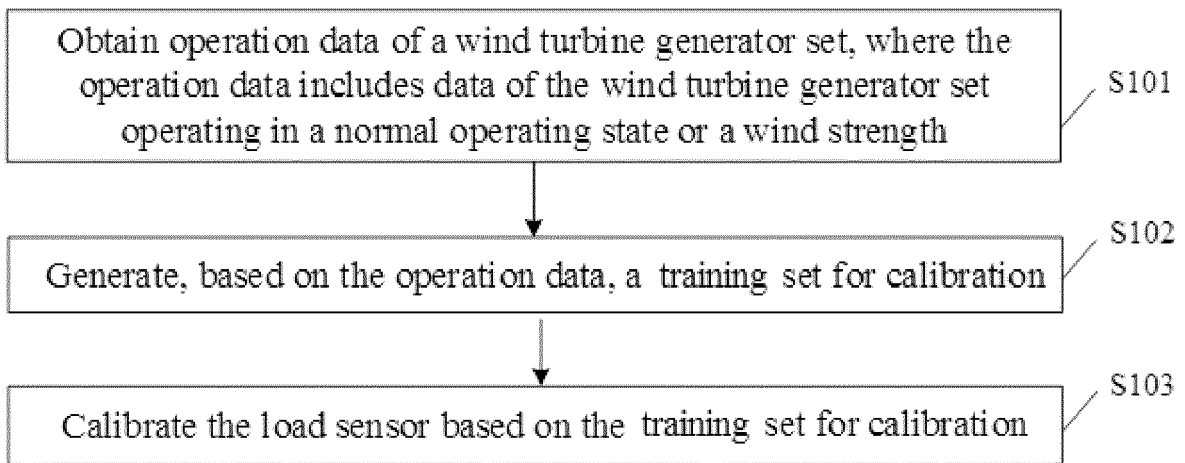 Obtain operation data of a wind turbine generator set, where the
operation data includes data of the wind turbine generator set
operating in a normal operating state or a wind strength
S101
Generate, based on the operation data, a training set for calibration
S102
Calibrate the load sensor based on the training set for calibration
S103